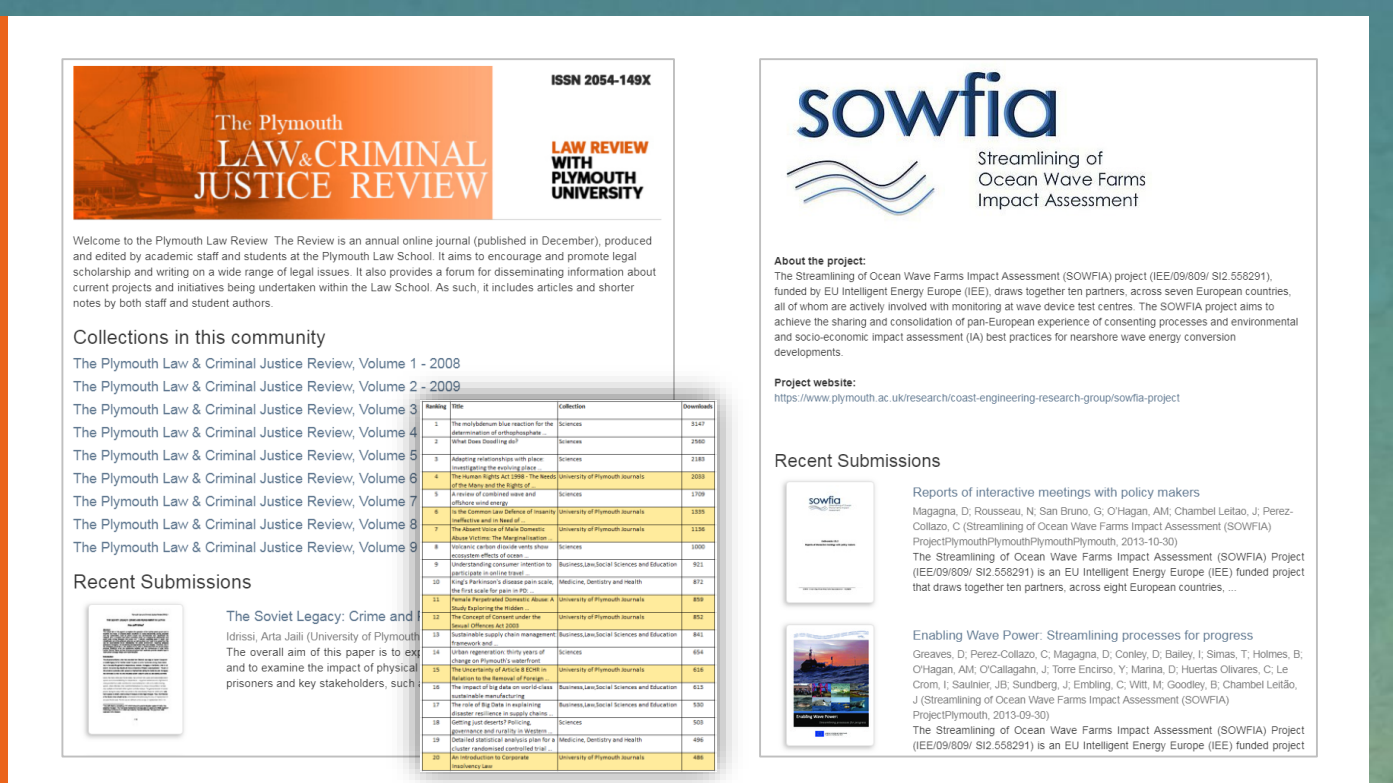 The Plymouth
LAW & CRIMINAL
JUSTICE REVIEW
ISSN 2054-149X
LAW REVIEW
WITH
PLYMOUTH
UNIVERSITY
Welcome to the Plymouth Law Review The Review is an annual online journal (published in December), produced
and edited by academic staff and students at the Plymouth Law School. It aims to encourage and promote legal
scholarship and writing on a wide range of legal issues. It also provides a forum for disseminating information about
current projects and initiatives being undertaken within the Law School. As such, it includes articles and shorter
notes by both staff and student authors.
Collections in this community
The Plymouth Law & Criminal Justice Review, Volume 1 - 2008
The Plymouth Law & Criminal Justice Review, Volume 2 - 2009
The Plymouth Law & Criminal Justice Review, Volume 3
The Plymouth Law & Criminal Justice Review, Volume 4
The Plymouth Law & Criminal Justice Review, Volume 5
The Plymouth Law & Criminal Justice Review, Volume 6
The Plymouth Law & Criminal Justice Review, Volume 7
The Plymouth Law & Criminal Justice Review, Volume 8
The Plymouth Law & Criminal Justice Review, Volume 9
Recent Submissions
The Soviet Legacy: Crime and
Idrissi, Arta Jaili (University of Plymouth
The overall aim of this paper is to
and to examine the impact of physical
prisoners and key stakeholders, such
Ranking Title Collection Downloads
1 The molybdenum blue reaction for the Sciences 3147
determination of orthophosphate ...
2 What Does Doodling do? Sciences 2560
3 Adapting relationships with place: Sciences 2183
investigating the evolving place ...
4 The Human Rights Act 1998 - The Needs University of Plymouth Journals 2033
of the Many and the Rights of ...
5 A review of combined wave and Sciences 1709
offshore wind energy
6 Is the Common Law Defence of Insanity University of Plymouth Journals 1335
Ineffective and in Need of ...
7 The Absent Voice of Male Domestic University of Plymouth Journals 1136
Abuse Victims: The Marginalisation ...
8 Volcanic carbon dioxide vents show Sciences 1000
ecosystem effects of ocean ...
9 Understanding consumer intention to Business,Law,Social Sciences and Education 921
participate in online travel ...
10 King's Parkinson's disease pain scale, Medicine, Dentistry and Health 872
the first scale for pain in PD: ...
11 Female Perpetrated Domestic Abuse: A University of Plymouth Journals 859
Study Exploring the Hidden ...
12 The Concept of Consent under the University of Plymouth Journals 852
Sexual Offences Act 2003
13 Sustainable supply chain management Business,Law,Social Sciences and Education 841
framework and ...
14 Urban regeneration: thirty years of Sciences 654
change on Plymouth's waterfront
15 The Uncertainty of Article 8 ECHR in University of Plymouth Journals 616
Relation to the Removal of Foreign ...
16 The impact of big data on world-class Business,Law,Social Sciences and Education 613
sustainable manufacturing
17 The role of Big Data in explaining Business,Law,Social Sciences and Education 530
disaster resilience in supply chains ...
18 Getting just deserts? Policing, Sciences 503
governance and rurality in Western ...
19 Detailed statistical analysis plan for a Medicine, Dentistry and Health 496
cluster randomised controlled trial ...
20 An Introduction to Corporate University of Plymouth Journals 486
Insolvency Law
sowfia
Streamlining of
Ocean Wave Farms
Impact Assessment
About the project:
The Streamlining of Ocean Wave Farms Impact Assessment (SOWFIA) project (IEE/09/809/ SI2.558291),
funded by EU Intelligent Energy Europe (IEE), draws together ten partners, across seven European countries,
all of whom are actively involved with monitoring at wave device test centres. The SOWFIA project aims to
achieve the sharing and consolidation of pan-European experience of consenting processes and environmental
and socio-economic impact assessment (IA) best practices for nearshore wave energy conversion
developments.
Project website:
https://www.plymouth.ac.uk/research/coast-engineering-research-group/sowfia-project
Recent Submissions
sowfia
Reports of interactive meetings with policy makers
Magagna, D; Rousseau, N; San Bruno, G; O'Hagan, AM; Chambel Leitao, J; Perez-
Collazo, C (Streamlining of Ocean Wave Farms Impact Assessment (SOWFIA)
ProjectPlymouthPlymouthPlymouthPlymouth, 2013-10-30)
The Streamlining of Ocean Wave Farms Impact Assessment (SOWFIA) Project
(IEE/09/809/ SI2.558291) is an EU Intelligent Energy Europe (IEE) funded project
that draws together ten partners, across eight European countries, ...
Enabling Wave Power:
Enabling Wave Power: Streamlining processes for progress
Greaves, D; Perez-Collazo, C; Magagna, D; Conley, D; Bailey, I; Simas, T; Holmes, B;
O'Hagan, AM; O'Callagahn, J; Torre Encirso, Y; Marina, D; Huertas Olivares, C; Le
Crom, I; Saulnier, JB; Sundberg, J; Embling, C; Witt, M; Goodley, B; Chambel Leitão,
J (Streamlining of Ocean Wave Farms Impact Assessment (SOWFIA)
ProjectPlymouth, 2013-09-30)
The Streamlining of Ocean Wave Farms Impact Assessment (SOWFIA) Project
(IEE/09/809/ SI2.558291) is an EU Intelligent Energy Europe (IEE) funded project